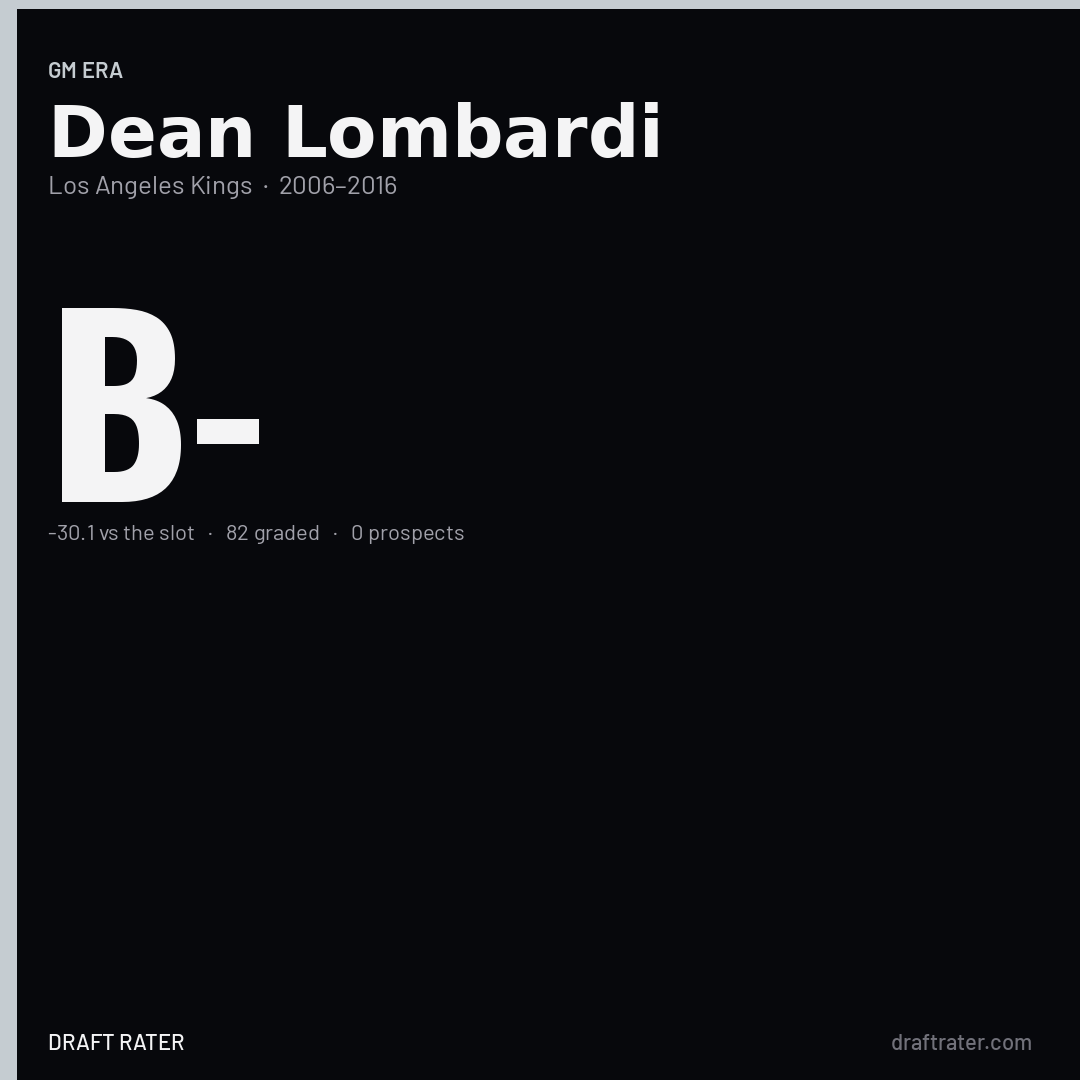 GM ERA
Dean Lombardi
Los Angeles Kings · 2006–2016
B-
-30.1 vs the slot · 82 graded · 0 prospects
DRAFT RATER
draftrater.com